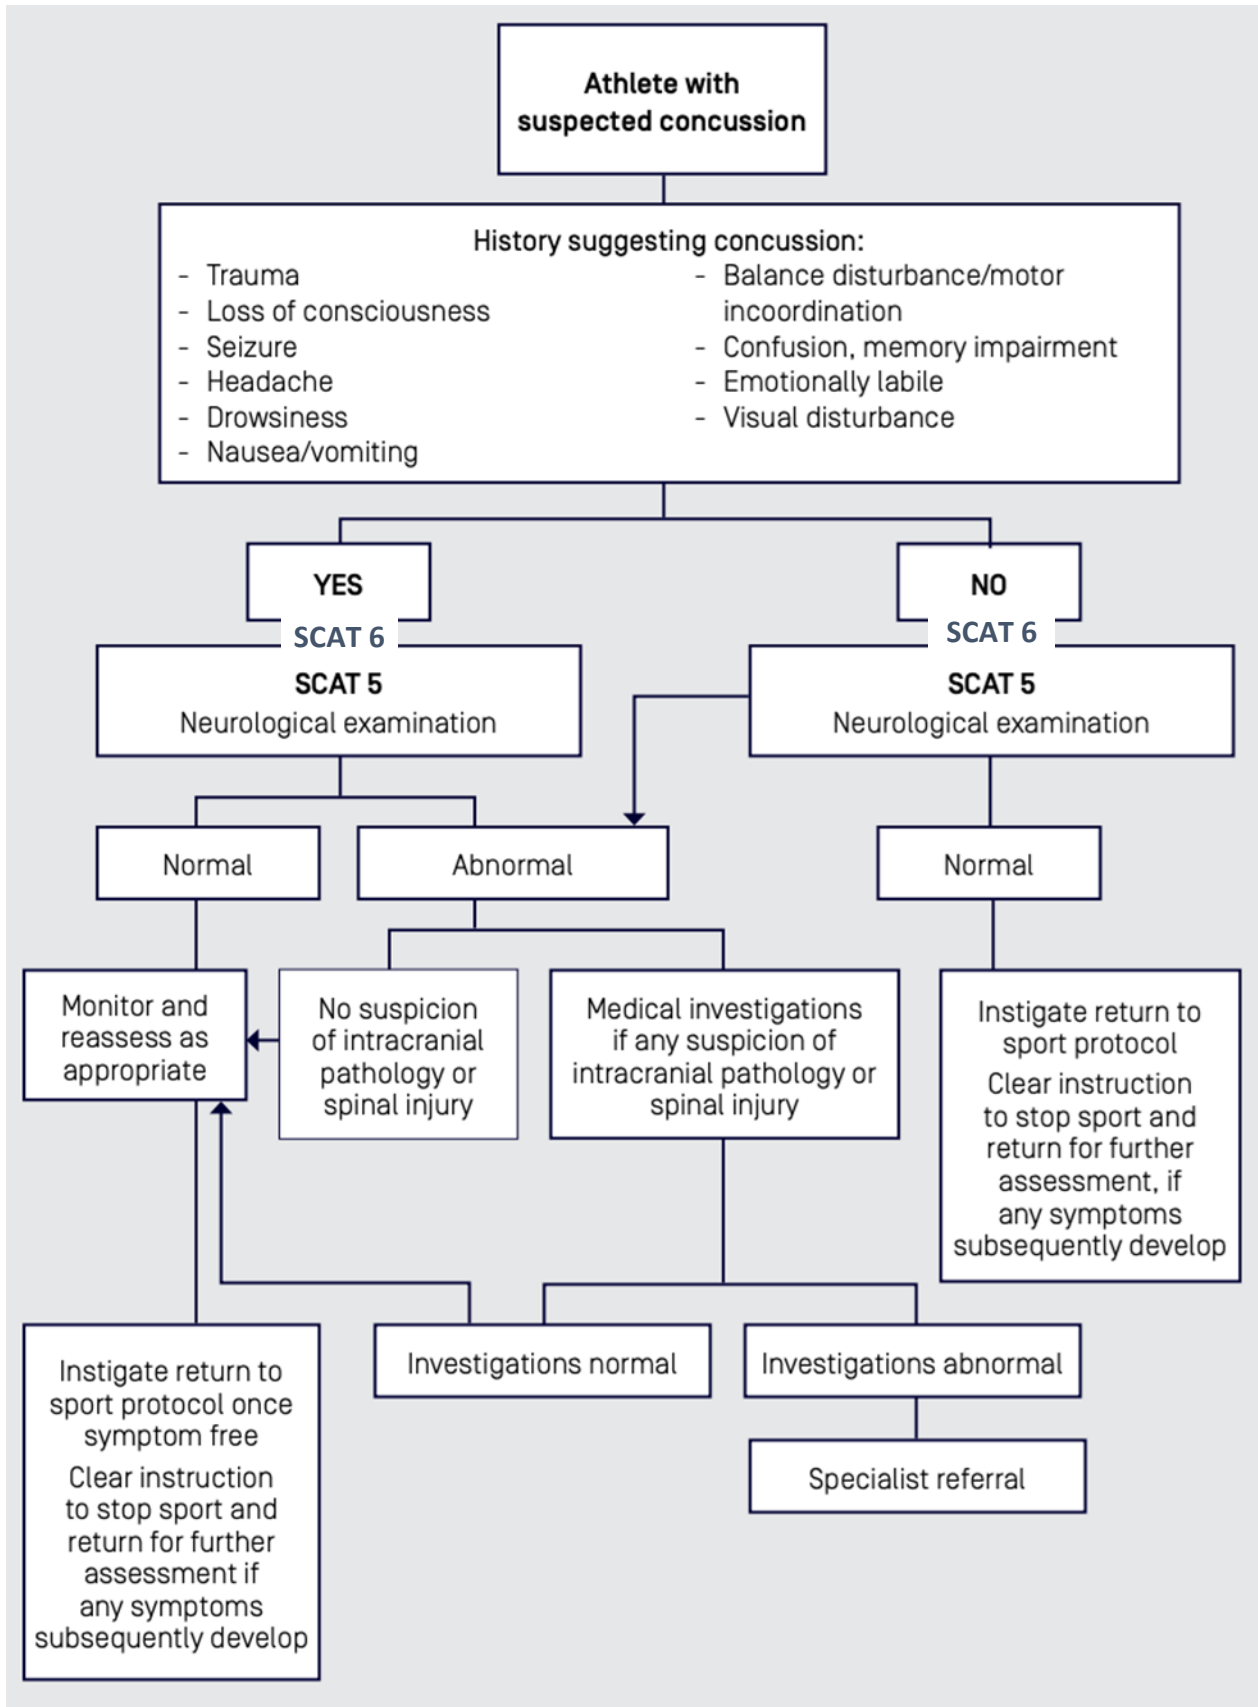 Athlete with
suspected concussion
History suggesting concussion:
- Trauma
- Loss of consciousness
- Seizure
- Headache
- Drowsiness
- Nausea/vomiting
- Balance disturbance/motor
incoordination
- Confusion, memory impairment
- Emotionally labile
- Visual disturbance
YES
SCAT 6
SCAT 5
Neurological examination
NO
SCAT 6
SCAT 5
Neurological examination
Normal
Abnormal
Normal
Monitor and
reassess as
appropriate
No suspicion
of intracranial
pathology or
spinal injury
Medical investigations
if any suspicion of
intracranial pathology or
spinal injury
Instigate return to
sport protocol
Clear instruction
to stop sport and
return for further
assessment, if
any symptoms
subsequently develop
Instigate return to
sport protocol once
symptom free
Clear instruction
to stop sport and
return for further
assessment if
any symptoms
subsequently develop
Investigations normal
Investigations abnormal
Specialist referral